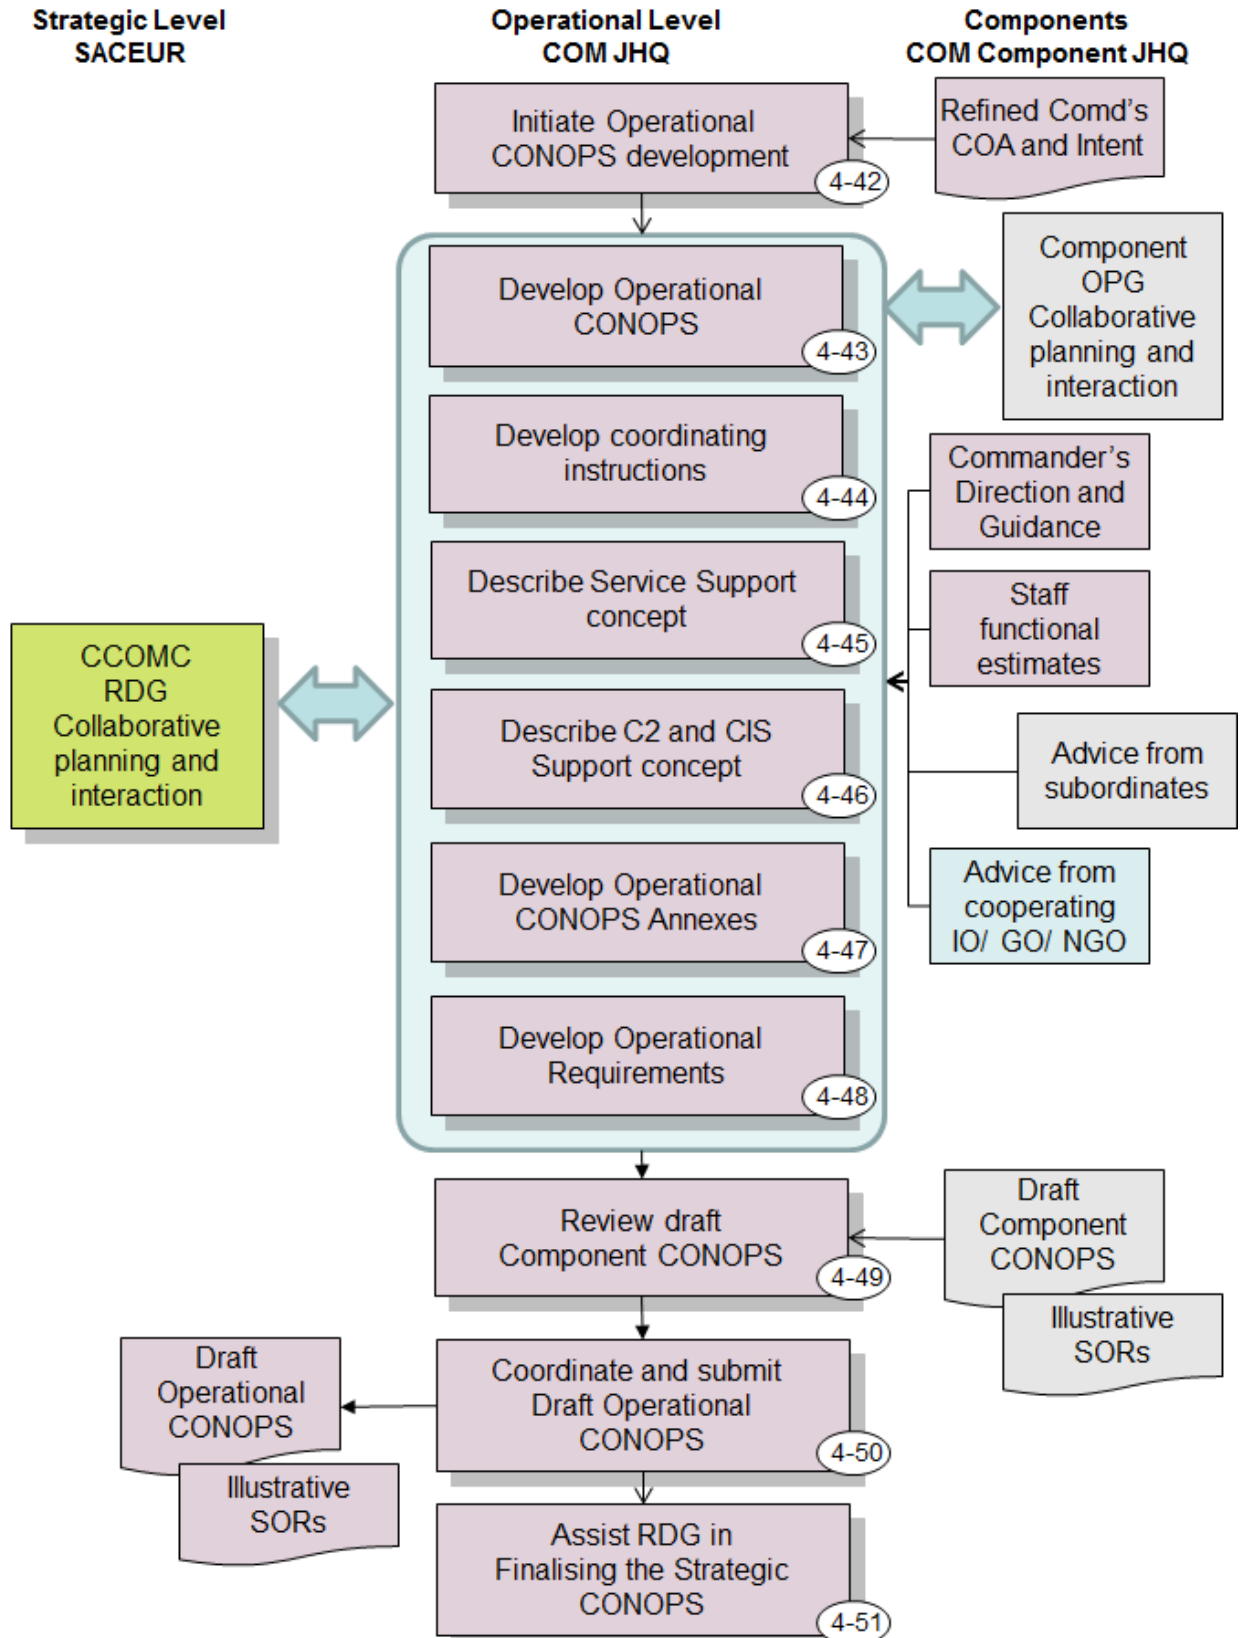 Strategic Level
SACEUR
Operational Level
COM JHQ
Components
COM Component JHQ
Initiate Operational
CONOPS development
4-42
Refined Comd's
COA and Intent
Develop Operational
CONOPS
4-43
Component
OPG
Collaborative
planning and
interaction
Develop coordinating
instructions
4-44
Commander's
Direction and
Guidance
Describe Service Support
concept
4-45
Staff
functional
estimates
CCOMC
RDG
Collaborative
planning and
interaction
Describe C2 and CIS
Support concept
4-46
Advice from
subordinates
Develop Operational
CONOPS Annexes
4-47
Advice from
cooperating
IO/ GO/ NGO
Develop Operational
Requirements
4-48
Review draft
Component CONOPS
4-49
Draft
Component
CONOPS
Illustrative
SORs
Coordinate and submit
Draft Operational
CONOPS
4-50
Draft
Operational
CONOPS
Illustrative
SORs
Assist RDG in
Finalising the Strategic
CONOPS
4-51